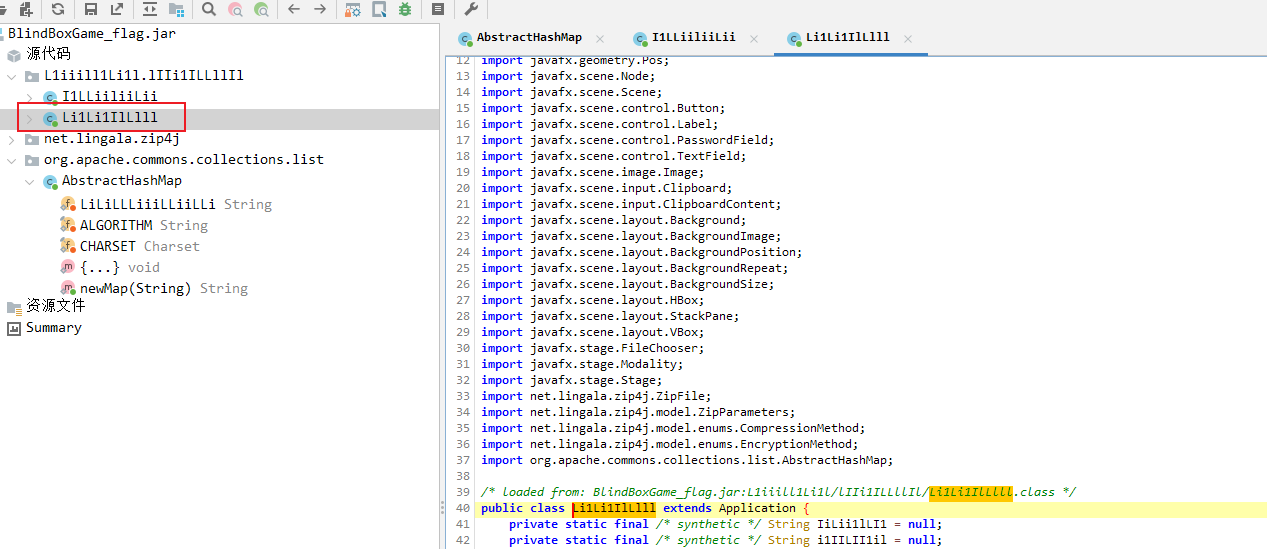 BlindBoxGame_flag.jar
源代码
L1iiill1Li1l.lIIi1ILLllIl
I1LLiiliiLii
Li1Li1IlLlll
net.lingala.zip4j
org.apache.commons.collections.list
AbstractHashMap
LiLiLLLiiiLLiiLLi String
ALGORITHM String
CHARSET Charset
{...} void
newMap(String) String
资源文件
Summary
AbstractHashMap
I1LLiiliiLii
Li1Li1IlLlll
12 import javafx.geometry.Pos;
13 import javafx.scene.Node;
14 import javafx.scene.Scene;
15 import javafx.scene.control.Button;
16 import javafx.scene.control.Label;
17 import javafx.scene.control.PasswordField;
18 import javafx.scene.control.TextField;
19 import javafx.scene.image.Image;
20 import javafx.scene.input.Clipboard;
21 import javafx.scene.input.ClipboardContent;
22 import javafx.scene.layout.Background;
23 import javafx.scene.layout.BackgroundImage;
24 import javafx.scene.layout.BackgroundPosition;
25 import javafx.scene.layout.BackgroundRepeat;
26 import javafx.scene.layout.BackgroundSize;
27 import javafx.scene.layout.HBox;
28 import javafx.scene.layout.StackPane;
29 import javafx.scene.layout.VBox;
30 import javafx.stage.FileChooser;
31 import javafx.stage.Modality;
32 import javafx.stage.Stage;
33 import net.lingala.zip4j.ZipFile;
34 import net.lingala.zip4j.model.ZipParameters;
35 import net.lingala.zip4j.model.enums.CompressionMethod;
36 import net.lingala.zip4j.model.enums.EncryptionMethod;
37 import org.apache.commons.collections.list.AbstractHashMap;
38
39 /* loaded from: BlindBoxGame_flag.jar:L1iiill1Li1l/lIIi1ILLllIl/Li1Li1IlLlll.class */
40 public class Li1Li1IlLlll extends Application {
41 private static final /* synthetic */ String IiLii1lLI1 = null;
42 private static final /* synthetic */ String i1IILII1il = null;